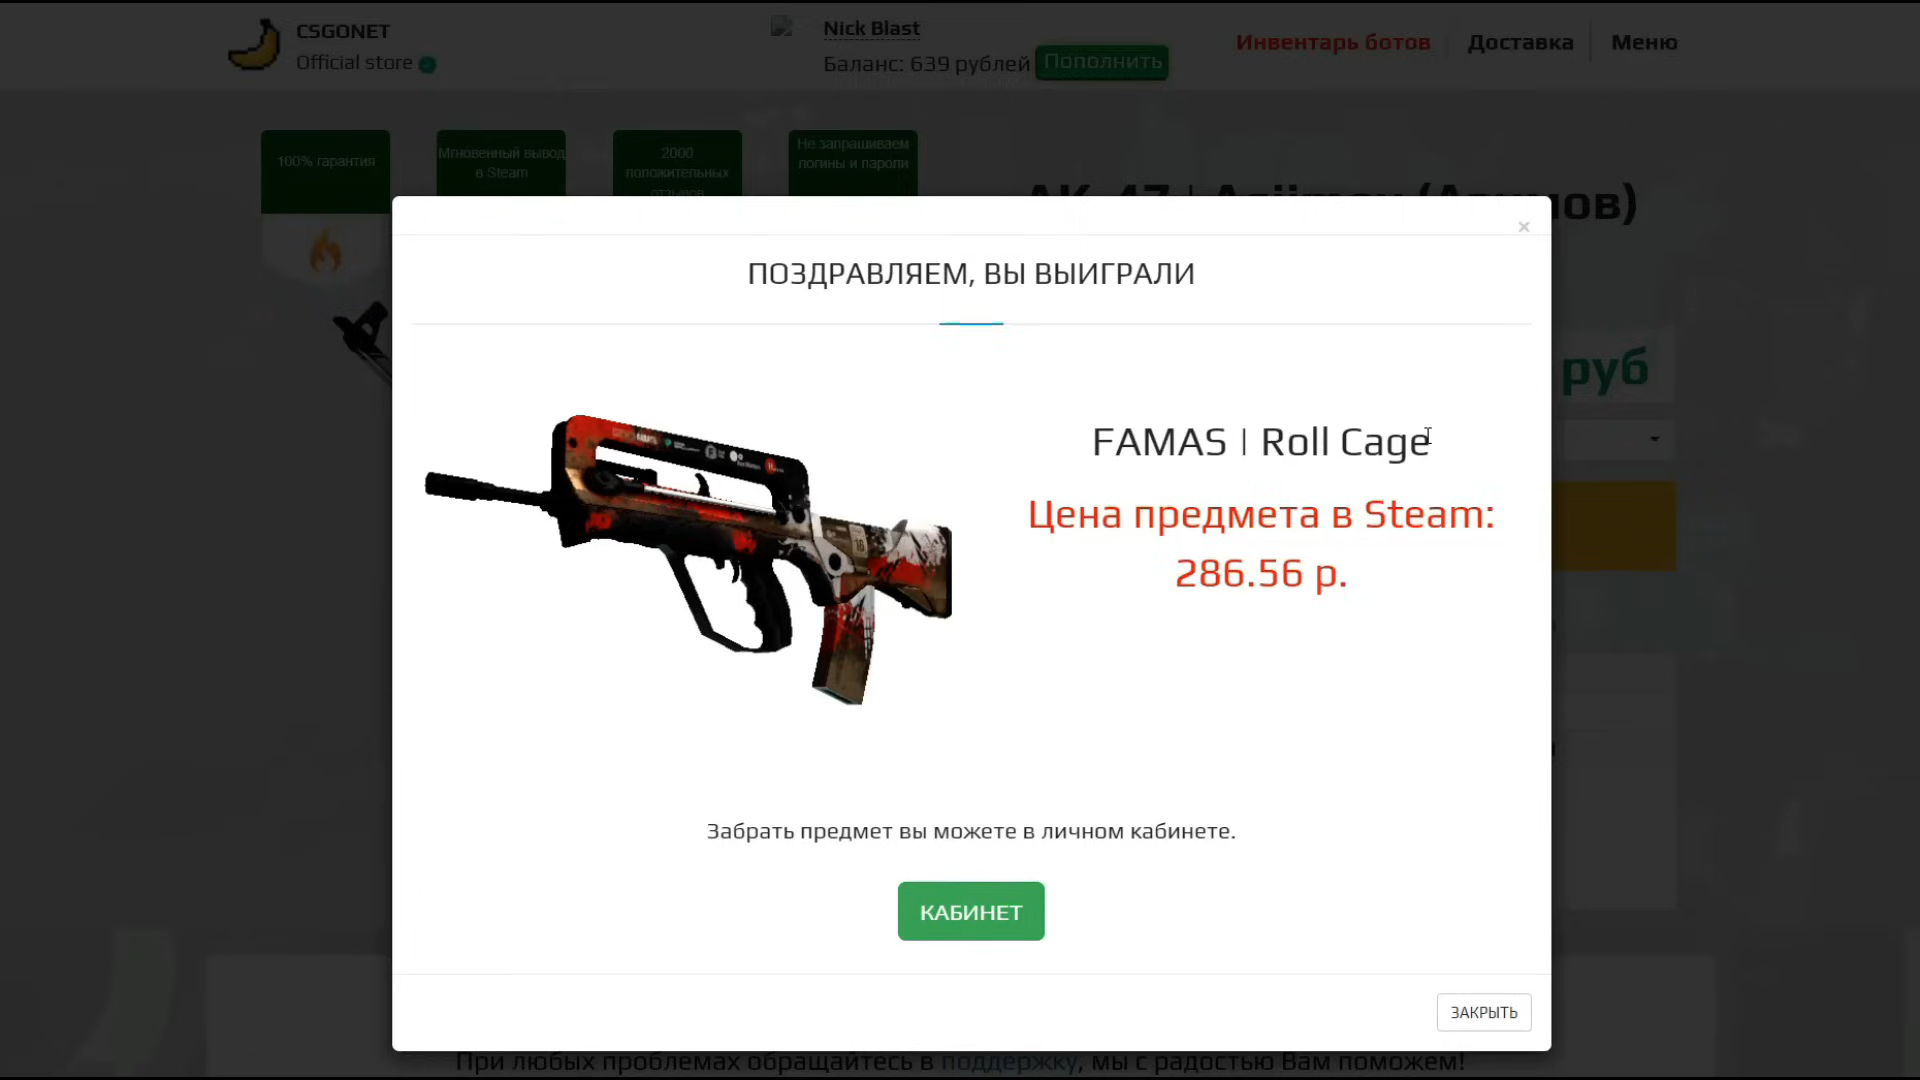 CSGONET
Official store
Nick Blast
Баланс: 639 рублей
Пополнить
Инвентарь ботов
Доставка
Меню
100% гарантия
Мгновенный вывод
в Steam
2000
положительных
отзывов
Не запрашиваем
логины и пароли
руб
×
ПОЗДРАВЛЯЕМ, ВЫ ВЫИГРАЛИ
FAMAS | Roll Cage
Цена предмета в Steam:
286.56 р.
Забрать предмет вы можете в личном кабинете.
КАБИНЕТ
ЗАКРЫТЬ
При любых проблемах обращайтесь в поддержку, мы с радостью Вам поможем!